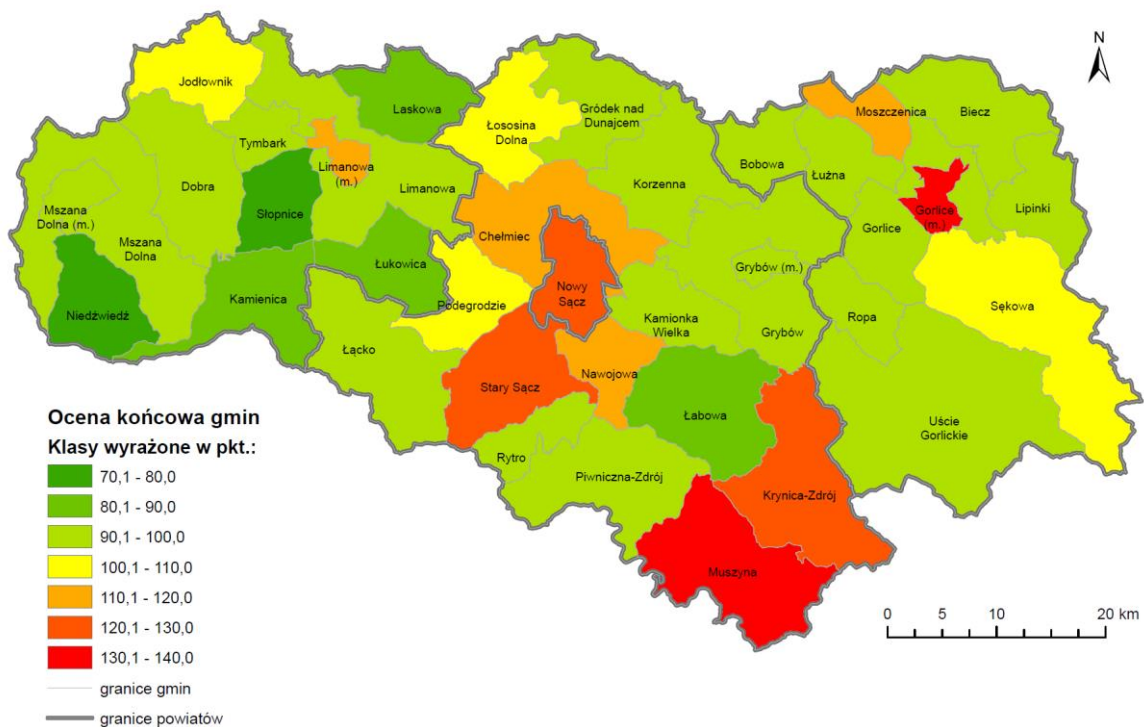 N
Jodłownik
Laskowa
Łososina
Dolna
Gródek nad
Dunajcem
Moszczenica
Biecz
Tymbark
Limanowa
(m.)
Limanowa
Dobra
Słopnice
Korzenna
Bobowa
Łużna
Gorlice
(m.)
Lipinki
Gorlice
Mszana
Dolna (m.)
Mszana
Dolna
Chełmiec
Łukowica
Nowy
Sącz
Grybów (m.)
Sękowa
Niedźwiedź
Kamienica
Podegrodzie
Kamionka
Wielka
Grybów
Ropa
Łącko
Stary Sącz
Nawojowa
Łabowa
Uście
Gorlickie
Rytro
Piwniczna-Zdrój
Krynica-Zdrój
Muszyna
Ocena końcowa gmin
Klasy wyrażone w pkt.:
70,1 - 80,0
80,1 - 90,0
90,1 - 100,0
100,1 - 110,0
110,1 - 120,0
120,1 - 130,0
130,1 - 140,0
granice gmin
granice powiatów
0 5 10 20 km